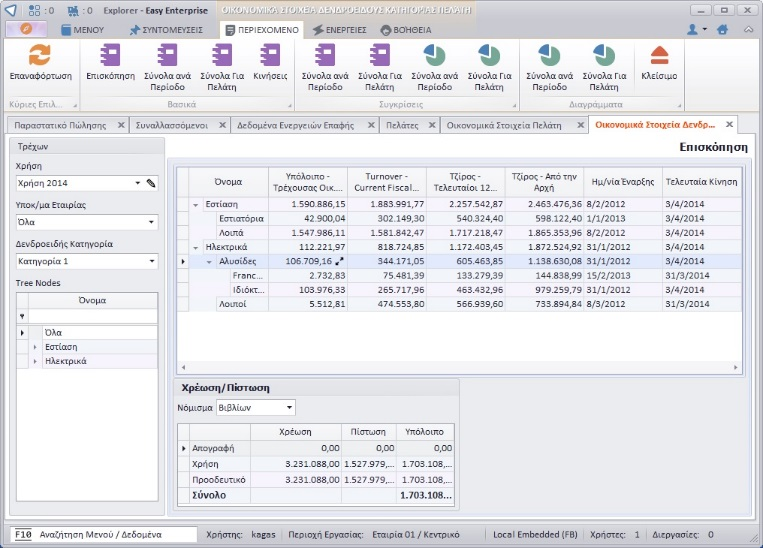 : 0 : 0 Explorer - Easy Enterprise ΟΙΚΟΝΟΜΙΚΑ ΣΤΟΙΧΕΙΑ ΔΕΝΔΡΟΕΙΔΟΥΣ ΚΑΤΗΓΟΡΙΑΣ ΠΕΛΑΤΗ
ΜΕΝΟΥ ΣΥΝΤΟΜΕΥΣΕΙΣ ΠΕΡΙΕΧΟΜΕΝΟ ΕΝΕΡΓΕΙΕΣ ΒΟΉΘΕΙΑ
Επαναφόρτωση Επισκόπηση Σύνολα ανά Περίοδο Σύνολα Για Πελάτη Κινήσεις Σύνολα ανά Περίοδο Σύνολα Για Πελάτη Σύνολα ανά Περίοδο Σύνολα Για Πελάτη Σύνολα ανά Περίοδο Σύνολα Για Πελάτη Κλείσιμο
Κύριες Επιλ... Βασικά Συγκρίσεις Διαγράμματα
Παραστατικό Πώλησης Συναλλασσόμενοι Δεδομένα Ενεργειών Επαφής Πελάτες Οικονομικά Στοιχεία Πελάτη Οικονομικά Στοιχεία Δενδρ...
Τρέχων
Χρήση
Χρήση 2014
Υποκ/μα Εταιρίας
Όλα
Δενδροειδής Κατηγορία
Κατηγορία 1
Tree Nodes
Όνομα
Όλα
Εστίαση
Ηλεκτρικά
Επισκόπηση
Όνομα Υπόλοιπο - Τρέχουσας Οικ.... Turnover - Current Fiscal... Τζίρος - Τελευταίοι 12... Τζίρος - Από την Αρχή Ημ/νία Έναρξης Τελευταία Κίνηση
Εστίαση 1.590.886,15 1.883.991,77 2.257.542,87 2.463.476,36 8/2/2012 3/4/2014
Εστιατόρια 42.900,04 302.149,30 540.324,40 598.122,40 1/1/2013 3/4/2014
Λοιπά 1.547.986,11 1.581.842,47 1.717.218,47 1.865.353,96 8/2/2012 3/4/2014
Ηλεκτρικά 112.221,97 818.724,85 1.172.403,45 1.872.524,92 31/1/2012 3/4/2014
Αλυσίδες 106.709,16 344.171,05 605.463,85 1.138.630,08 31/1/2012 3/4/2014
Franc... 2.732,83 75.481,39 133.279,39 144.838,99 15/2/2013 31/3/2014
Ιδιόκτ... 103.976,33 265.717,96 463.432,96 979.259,79 31/1/2012 3/4/2014
Λουτοί 5.512,81 474.553,80 566.939,60 733.894,84 8/3/2012 31/3/2014
Χρέωση/Πίστωση
Νόμισμα Βιβλίων
Χρέωση Πίστωση Υπόλοιπο
Απογραφή 0,00 0,00 0,00
Χρήση 3.231.088,00 1.527.979,... 1.703.108,...
Προοδευτικό 3.231.088,00 1.527.979,... 1.703.108,...
Σύνολο 1.703.108...
F10 Αναζήτηση Μενού / Δεδομένα Χρήστης: kagas Περιοχή Εργασίας: Εταιρία 01 / Κεντρικό Local Embedded (FB) Χρήστες: 1 Διεργασίες: 0